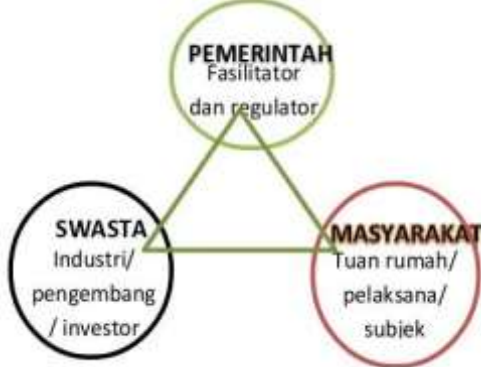 PEMERINTAH
Fasilitator
dan regulator
SWASTA
Industri/
pengembang
/ investor
MASYARAKAT
Tuan rumah/
pelaksana/
subjek